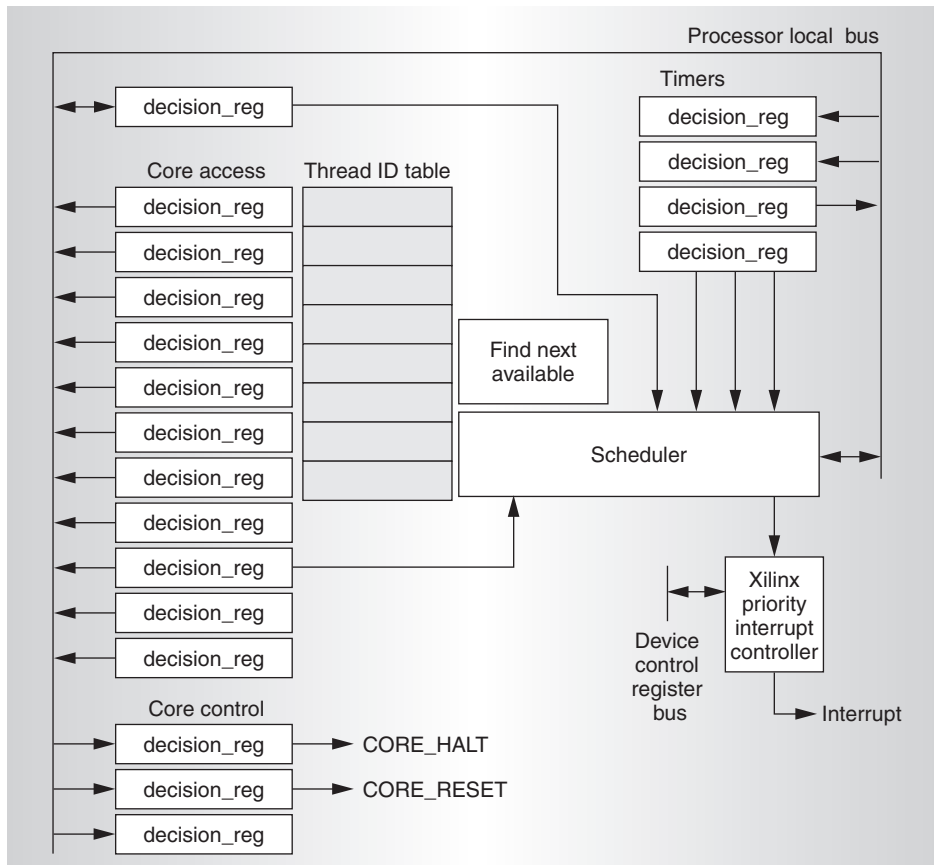 Processor local bus
decision_reg
Timers
decision_reg
decision_reg
decision_reg
decision_reg
Core access
Thread ID table
decision_reg
decision_reg
decision_reg
decision_reg
decision_reg
decision_reg
decision_reg
decision_reg
decision_reg
decision_reg
decision_reg
Find next
available
Scheduler
Xilinx
priority
interrupt
controller
Device
control
register
bus
Interrupt
Core control
decision_reg
CORE_HALT
decision_reg
CORE_RESET
decision_reg